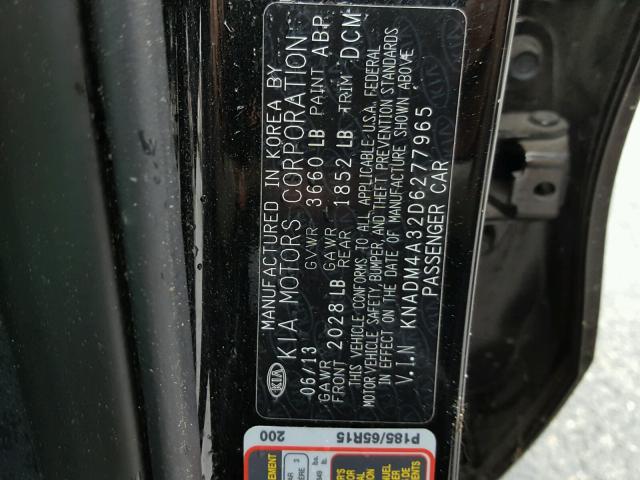 MANUFACTURED IN KOREA BY
KIA KIA MOTORS CORPORATION
06/13 GVWR 3660 LB PAINT ABP
GAWR FRONT 2028 LB GAWR REAR 1852 LB TRIM DCM
THIS VEHICLE CONFORMS TO ALL APPLICABLE U.S.A. FEDERAL
MOTOR VEHICLE SAFETY BUMPER, AND THEFT PREVENTION STANDARDS
IN EFFECT ON THE DATE OF MANUFACTURE SHOWN ABOVE
V.I.N KNADM4A32D6277965
PASSENGER CAR
200 P185/65R15